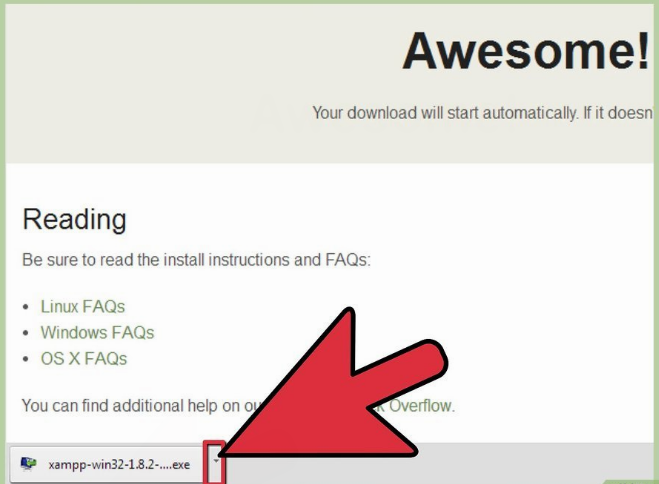 Awesome!
Your download will start automatically. If it doesn
Reading
Be sure to read the install instructions and FAQs:
• Linux FAQs
• Windows FAQs
• OS X FAQs
You can find additional help on Overflow.
xampp-win32-1.8.2-....exe